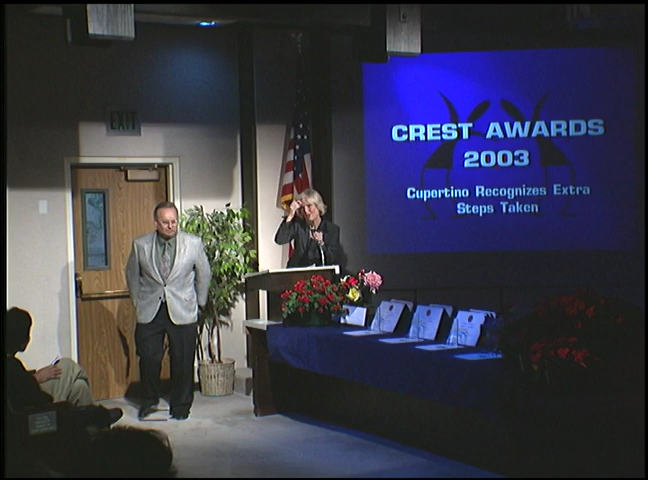 EXIT
CREST AWARDS
2003
Cupertino Recognizes Extra
Steps Taken